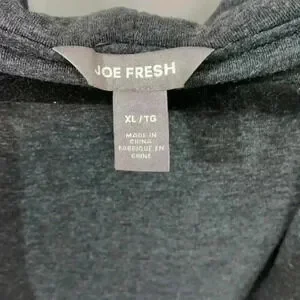 JOE FRESH
XL/TG
MADE IN
CHINA
FABRIQUÉ EN
CHINE